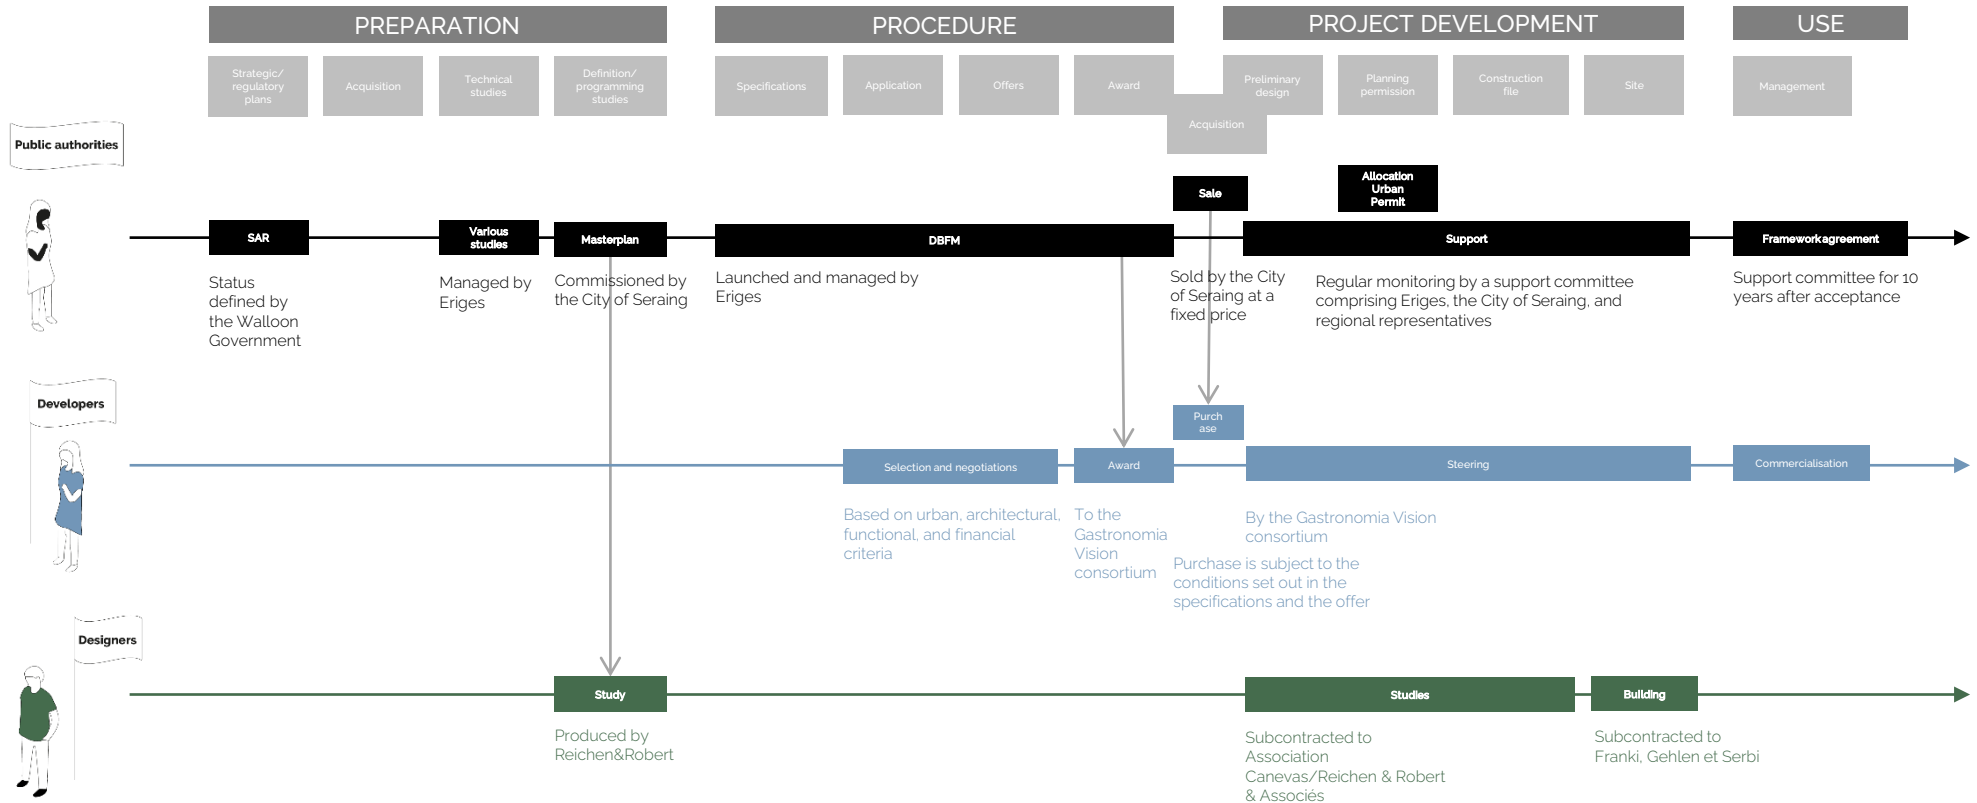 PREPARATION
PROCEDURE
PROJECT DEVELOPMENT
USE
Strategic/
regulatory
plans
Acquisition
Technical
studies
Definition/
programming
studies
Specifications
Application
Offers
Award
Acquisition
Preliminary
design
Planning
permission
Construction
file
Site
Management
Public authorities
SAR
Various
studies
Masterplan
DBFM
Sale
Allocation
Urban
Permit
Support
Framework agreement
Status
defined by
the Walloon
Government
Managed by
Eriges
Commissioned by
the City of Seraing
Launched and managed by
Eriges
Sold by the City
of Seraing at a
fixed price
Regular monitoring by a support committee
comprising Eriges, the City of Seraing, and
regional representatives
Support committee for 10
years after acceptance
Developers
Selection and negotiations
Award
Purch
ase
Steering
Commercialisation
Based on urban, architectural,
functional, and financial
criteria
To the
Gastronomia
Vision
consortium
By the Gastronomia Vision
consortium
Purchase is subject to the
conditions set out in the
specifications and the offer
Designers
Study
Studies
Building
Produced by
Reichen&Robert
Subcontracted to
Association
Canevas/Reichen & Robert
& Associés
Subcontracted to
Franki, Gehlen et Serbi